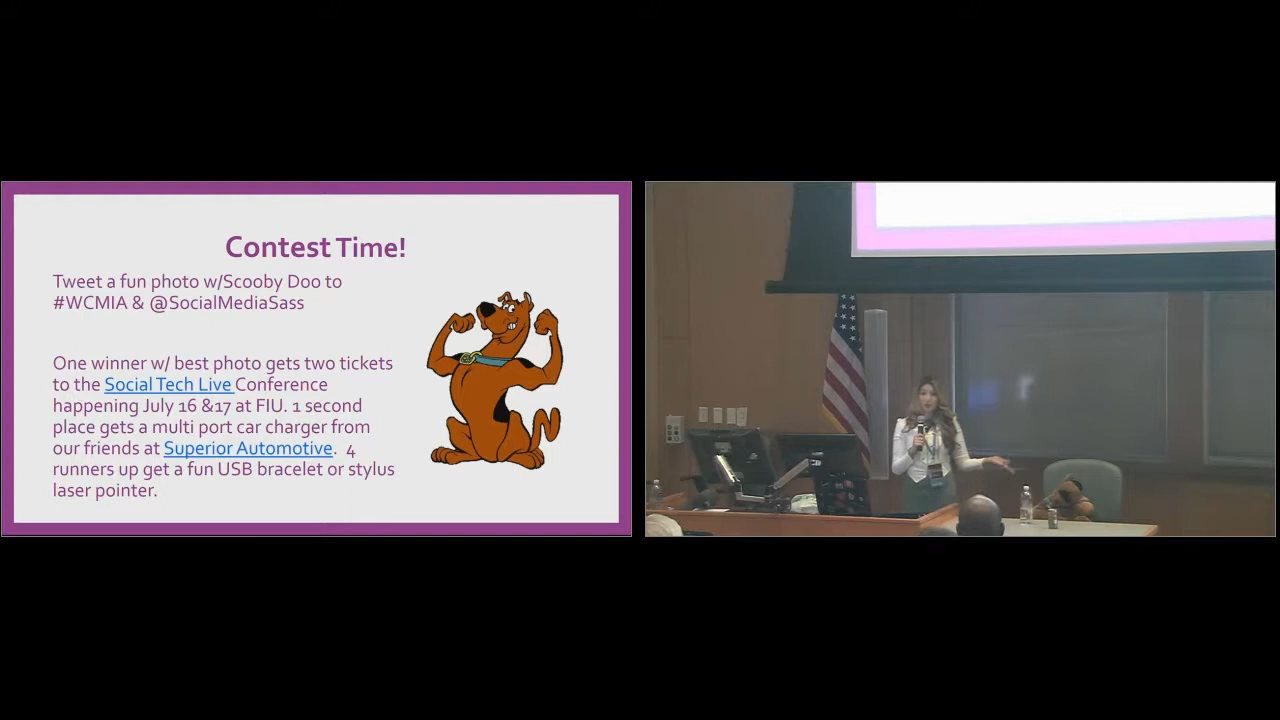 Contest Time!
Tweet a fun photo w/Scooby Doo to
#WCMIA & @SocialMediaSass
One winner w/ best photo gets two tickets
to the Social Tech Live Conference
happening July 16 &17 at FIU. 1 second
place gets a multi port car charger from
our friends at Superior Automotive.  4
runners up get a fun USB bracelet or stylus
laser pointer.